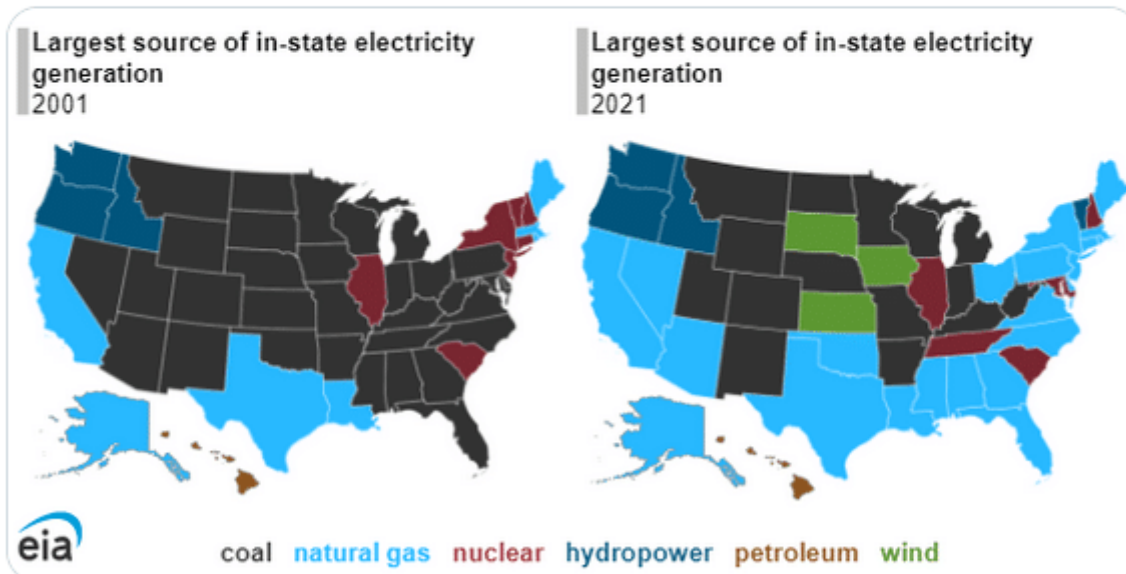 Largest source of in-state electricity
generation
2001
Largest source of in-state electricity
generation
2021
eia
coal natural gas nuclear hydropower petroleum wind